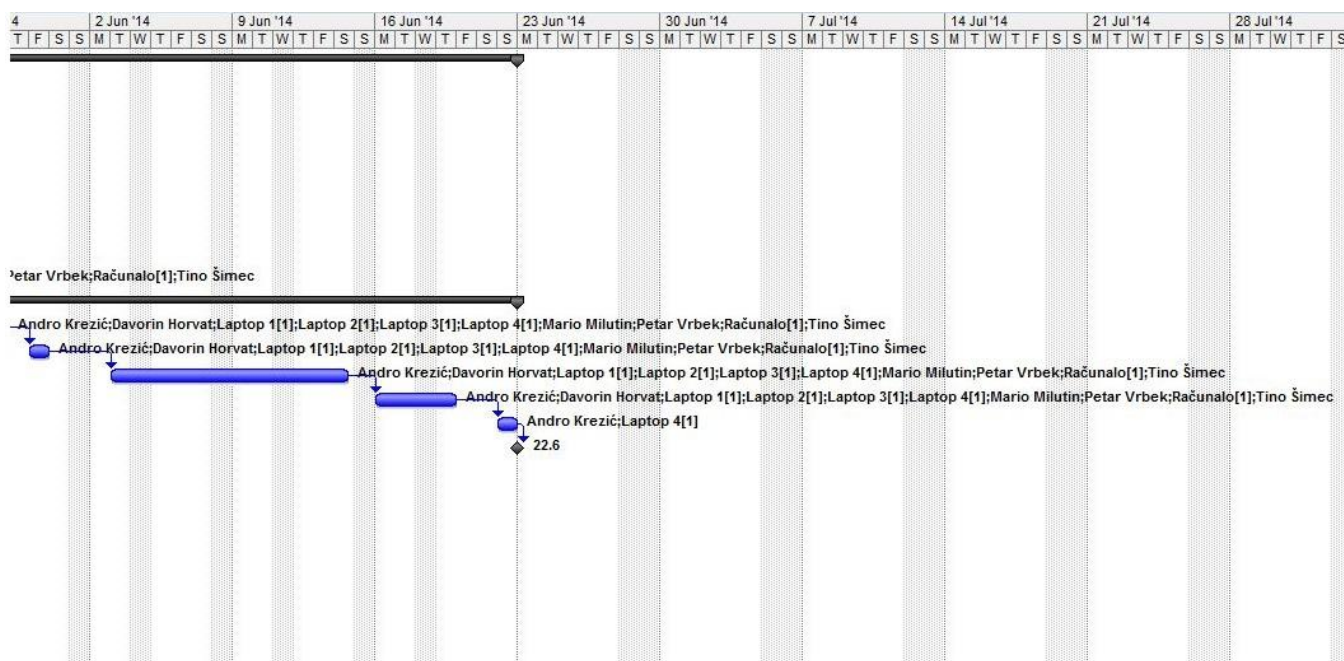 4 2 Jun '14 9 Jun '14 16 Jun '14 23 Jun '14 30 Jun '14 7 Jul '14 14 Jul '14 21 Jul '14 28 Jul '14
T F S S M T W T F S S M T W T F S S M T W T F S S M T W T F S S M T W T F S S M T W T F S S M T W T F S S M T W T F S S M T W T F S
Petar Vrbek;Računalo[1];Tino Šimec
Andro Krezić;Davorin Horvat;Laptop 1[1];Laptop 2[1];Laptop 3[1];Laptop 4[1];Mario Milutin;Petar Vrbek;Računalo[1];Tino Šimec
Andro Krezić;Davorin Horvat;Laptop 1[1];Laptop 2[1];Laptop 3[1];Laptop 4[1];Mario Milutin;Petar Vrbek;Računalo[1];Tino Šimec
Andro Krezić;Davorin Horvat;Laptop 1[1];Laptop 2[1];Laptop 3[1];Laptop 4[1];Mario Milutin;Petar Vrbek;Računalo[1];Tino Šimec
Andro Krezić;Davorin Horvat;Laptop 1[1];Laptop 2[1];Laptop 3[1];Laptop 4[1];Mario Milutin;Petar Vrbek;Računalo[1];Tino Šimec
Andro Krezić;Laptop 4[1]
22.6